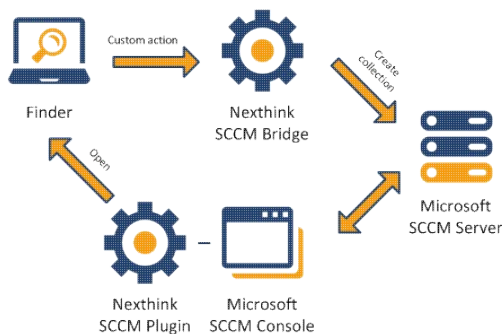 Custom action
Create
collection
Finder
Nexthink
SCCM Bridge
Open
Microsoft
SCCM Server
Nexthink
SCCM Plugin
Microsoft
SCCM Console